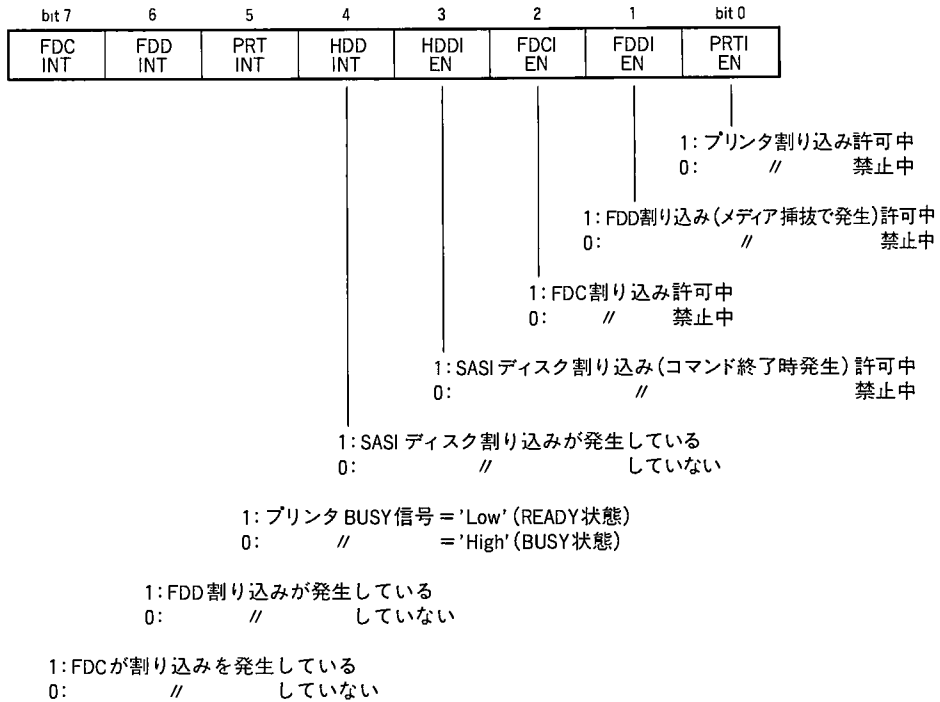 bit 7 6 5 4 3 2 1 bit 0
FDC INT FDD INT PRT INT HDD INT HDDI EN FDCI EN FDDI EN PRTI EN
1: プリンタ割り込み許可中
0: 〃 禁止中
1: FDD割り込み(メディア挿抜で発生)許可中
0: 〃 禁止中
1: FDC割り込み許可中
0: 〃 禁止中
1: SASIディスク割り込み(コマンド終了時発生)許可中
0: 〃 禁止中
1: SASIディスク割り込みが発生している
0: 〃 していない
1: プリンタBUSY信号='Low'(READY状態)
0: 〃 ='High'(BUSY状態)
1: FDD割り込みが発生している
0: 〃 していない
1: FDCが割り込みを発生している
0: 〃 していない